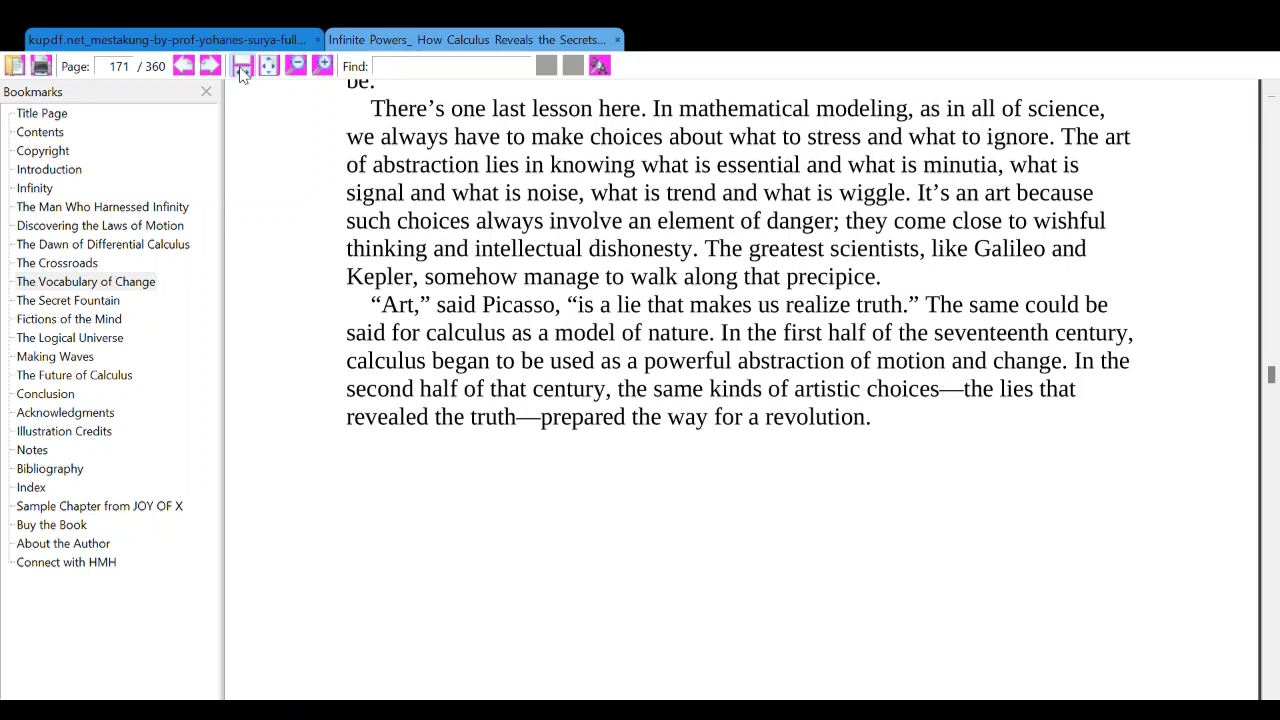 kupdf.net_mestakung-by-prof-yohanes-surya-full... ×
Infinite Powers_ How Calculus Reveals the Secrets... ×
Page: 171 / 360 Find:
Bookmarks
Title Page
Contents
Copyright
Introduction
Infinity
The Man Who Harnessed Infinity
Discovering the Laws of Motion
The Dawn of Differential Calculus
The Crossroads
The Vocabulary of Change
The Secret Fountain
Fictions of the Mind
The Logical Universe
Making Waves
The Future of Calculus
Conclusion
Acknowledgments
Illustration Credits
Notes
Bibliography
Index
Sample Chapter from JOY OF X
Buy the Book
About the Author
Connect with HMH
be.
There’s one last lesson here. In mathematical modeling, as in all of science,
we always have to make choices about what to stress and what to ignore. The art
of abstraction lies in knowing what is essential and what is minutia, what is
signal and what is noise, what is trend and what is wiggle. It’s an art because
such choices always involve an element of danger; they come close to wishful
thinking and intellectual dishonesty. The greatest scientists, like Galileo and
Kepler, somehow manage to walk along that precipice.
“Art,” said Picasso, “is a lie that makes us realize truth.” The same could be
said for calculus as a model of nature. In the first half of the seventeenth century,
calculus began to be used as a powerful abstraction of motion and change. In the
second half of that century, the same kinds of artistic choices—the lies that
revealed the truth—prepared the way for a revolution.